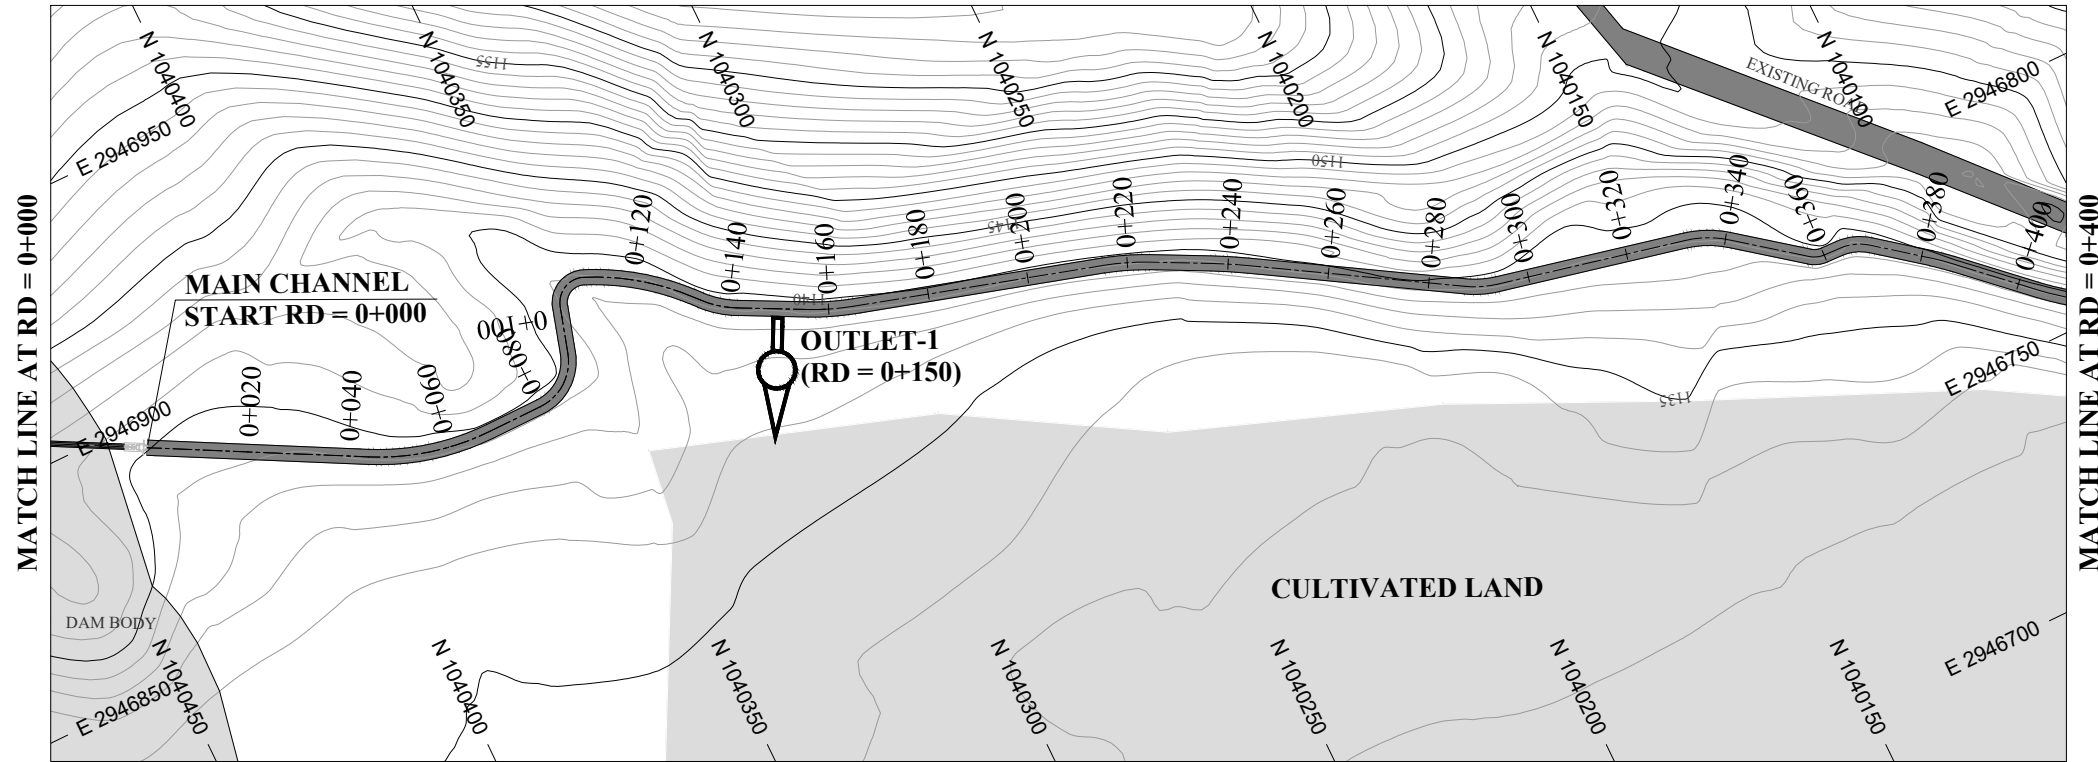 N 1040400
N 1040350
N 1040300
N 1040250
N 1040200
N 1040150
N 1040100
1155
EXISTING ROAD
E 2946800
E 2946950
1150
MATCH LINE AT RD = 0+000
MATCH LINE AT RD = 0+400
0+120
0+140
0+160
0+180
1145
0+200
0+220
0+240
0+260
0+280
0+300
0+320
0+340
0+360
0+380
0+400
MAIN CHANNEL
START RD = 0+000
1140
0+020
0+040
0+060
0+080
0+100
OUTLET-1
(RD = 0+150)
E 2946900
E 2946750
1135
CULTIVATED LAND
DAM BODY
E 2946850
E 2946700
N 1040450
N 1040400
N 1040350
N 1040300
N 1040250
N 1040200
N 1040150